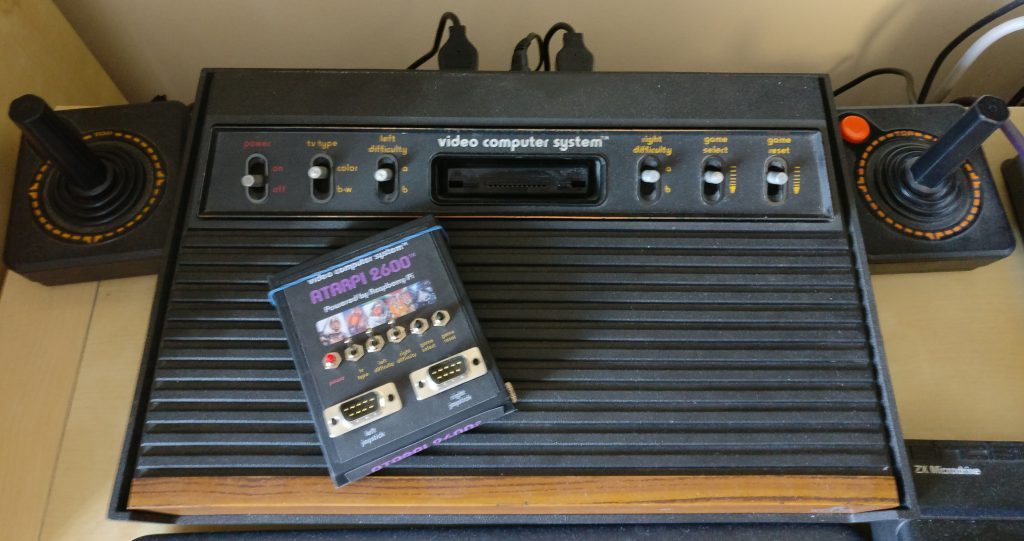 TOP
power
on
off
tv type
color
b·w
left
difficulty
a
b
video computer system™
right
difficulty
a
b
game
select
game
reset
TOP
video computer system™
ATARPI 2600™
Powered by Raspberry Pi
power
tv
type
left
difficulty
right
difficulty
game
select
game
reset
left
joystick
right
joystick
ATARPI 2600
ZX Microdrive